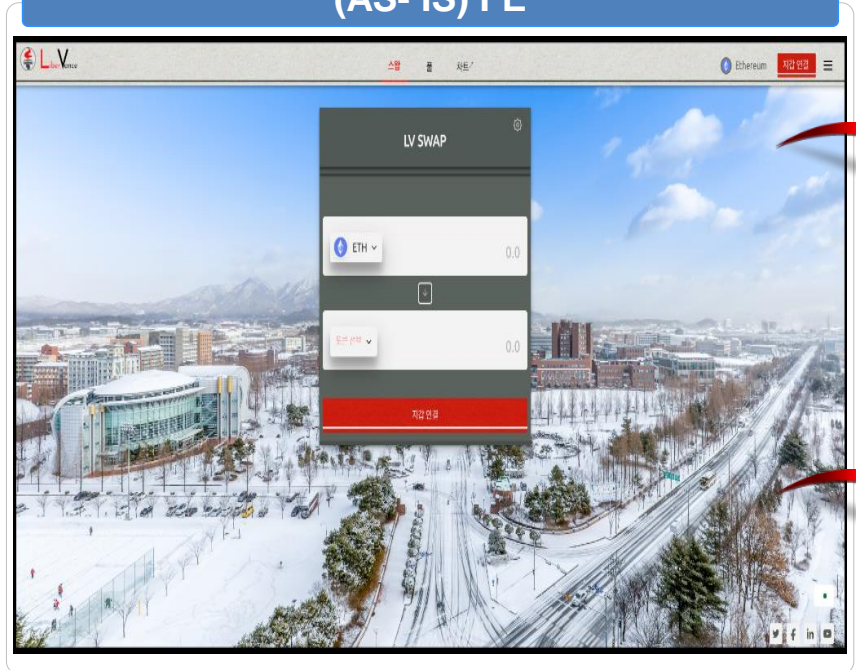 (AS-IS) FE
스왑 풀 차트↗
Ethereum 지갑 연결
LV SWAP
ETH
0.0
토큰 선택
0.0
지갑 연결